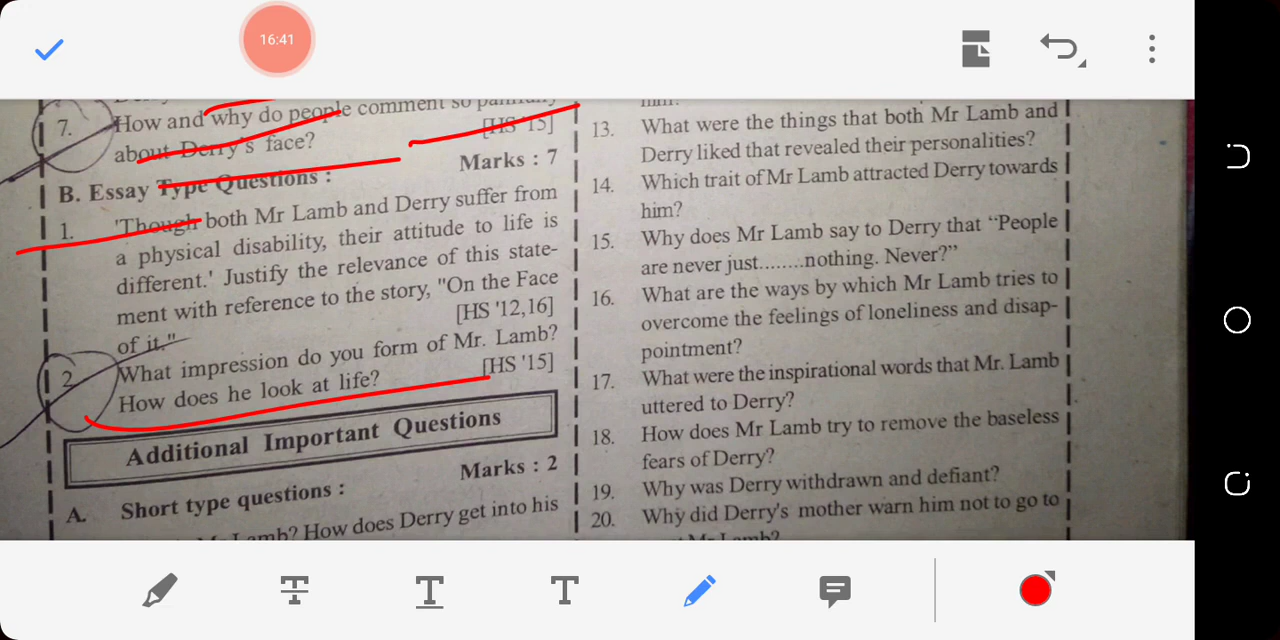 16:41
7. How and why do people comment so painfully
about Derry's face? [HS '15]
B. Essay Type Questions : Marks : 7
1. 'Though both Mr Lamb and Derry suffer from
a physical disability, their attitude to life is
different.' Justify the relevance of this state-
ment with reference to the story, "On the Face
of it." [HS '12,16]
2. What impression do you form of Mr. Lamb?
How does he look at life? [HS '15]
Additional Important Questions
Marks : 2
A. Short type questions :
Lamb? How does Derry get into his
him.
13. What were the things that both Mr Lamb and
Derry liked that revealed their personalities?
14. Which trait of Mr Lamb attracted Derry towards
him?
15. Why does Mr Lamb say to Derry that "People
are never just........nothing. Never?"
16. What are the ways by which Mr Lamb tries to
overcome the feelings of loneliness and disap-
pointment?
17. What were the inspirational words that Mr. Lamb
uttered to Derry?
18. How does Mr Lamb try to remove the baseless
fears of Derry?
19. Why was Derry withdrawn and defiant?
20. Why did Derry's mother warn him not to go to
Mr Lamb?